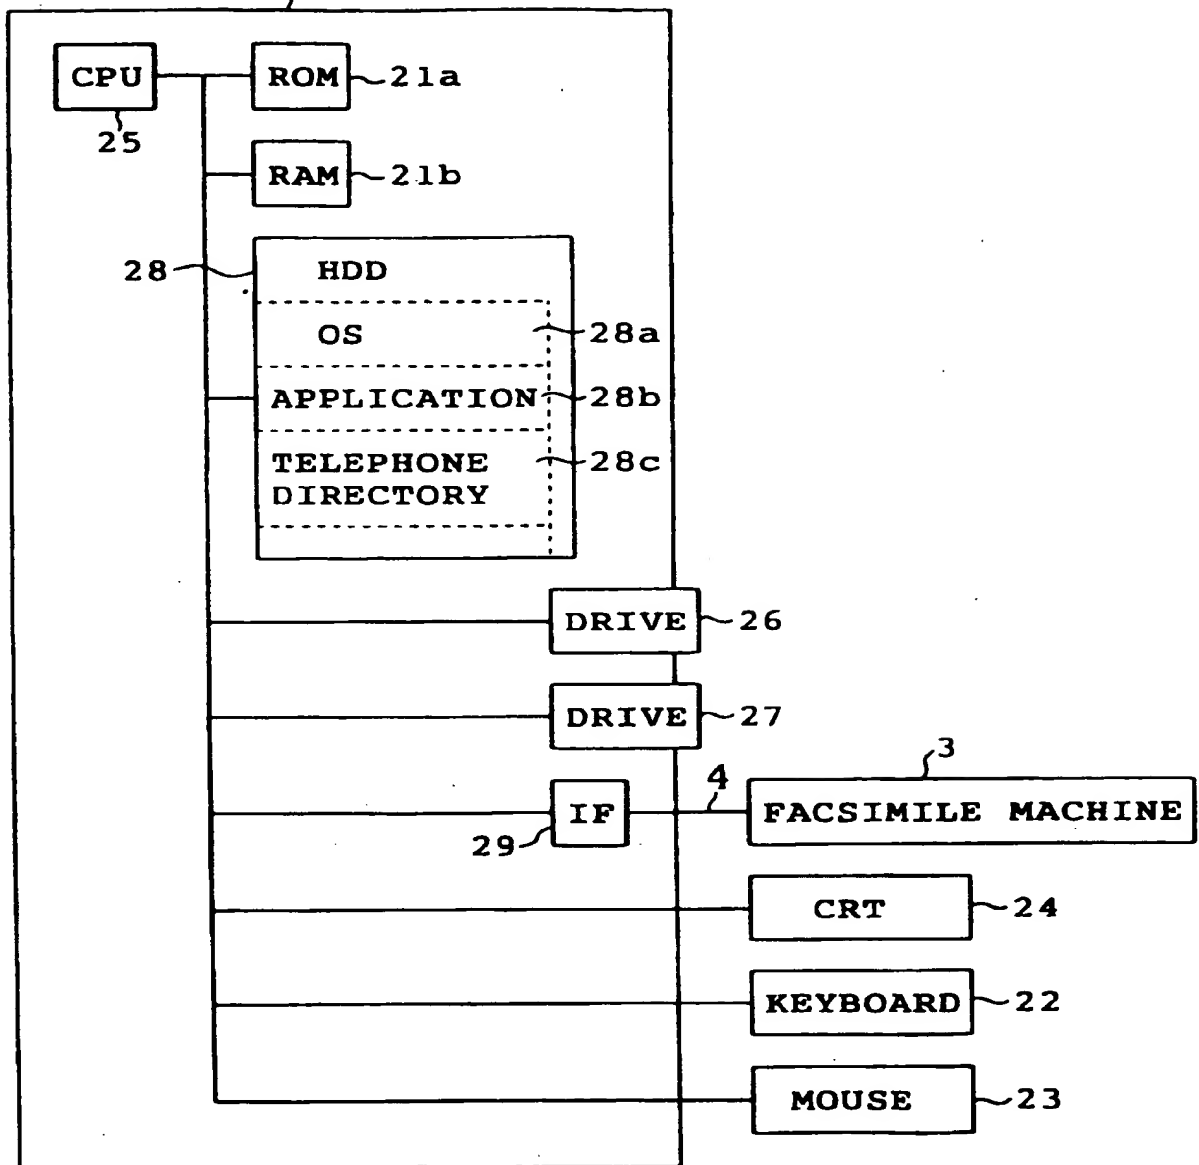 CPU
25
ROM 21a
RAM 21b
28
HDD
OS 28a
APPLICATION 28b
TELEPHONE 28c
DIRECTORY
DRIVE 26
DRIVE 27
IF
29
4
3
FACSIMILE MACHINE
CRT 24
KEYBOARD 22
MOUSE 23